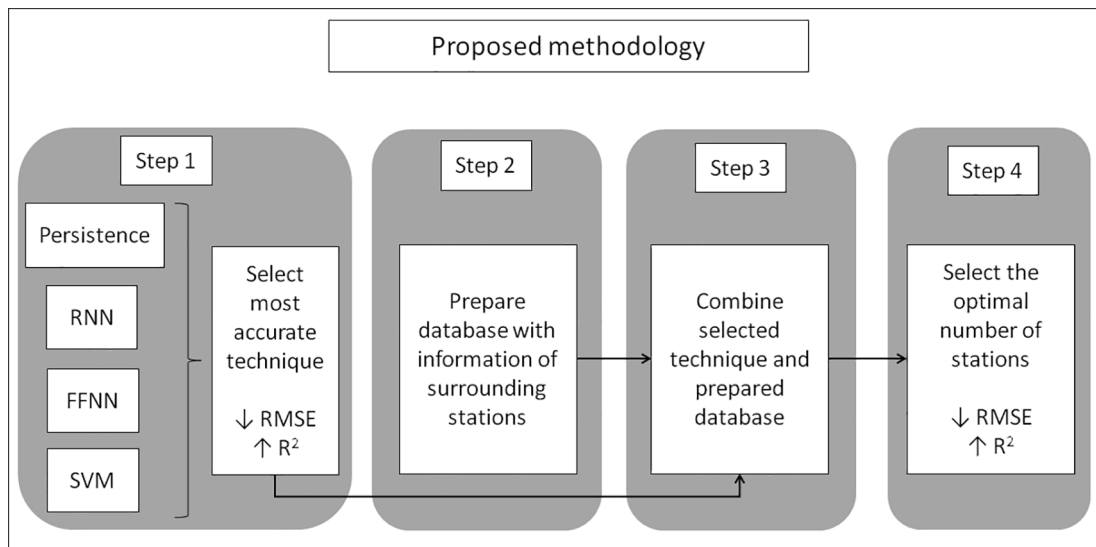 Proposed methodology
Step 1
Persistence
RNN
FFNN
SVM
Select
most
accurate
technique
↓ RMSE
↑ R²
Step 2
Prepare
database with
information of
surrounding
stations
Step 3
Combine
selected
technique and
prepared
database
Step 4
Select the
optimal
number of
stations
↓ RMSE
↑ R²